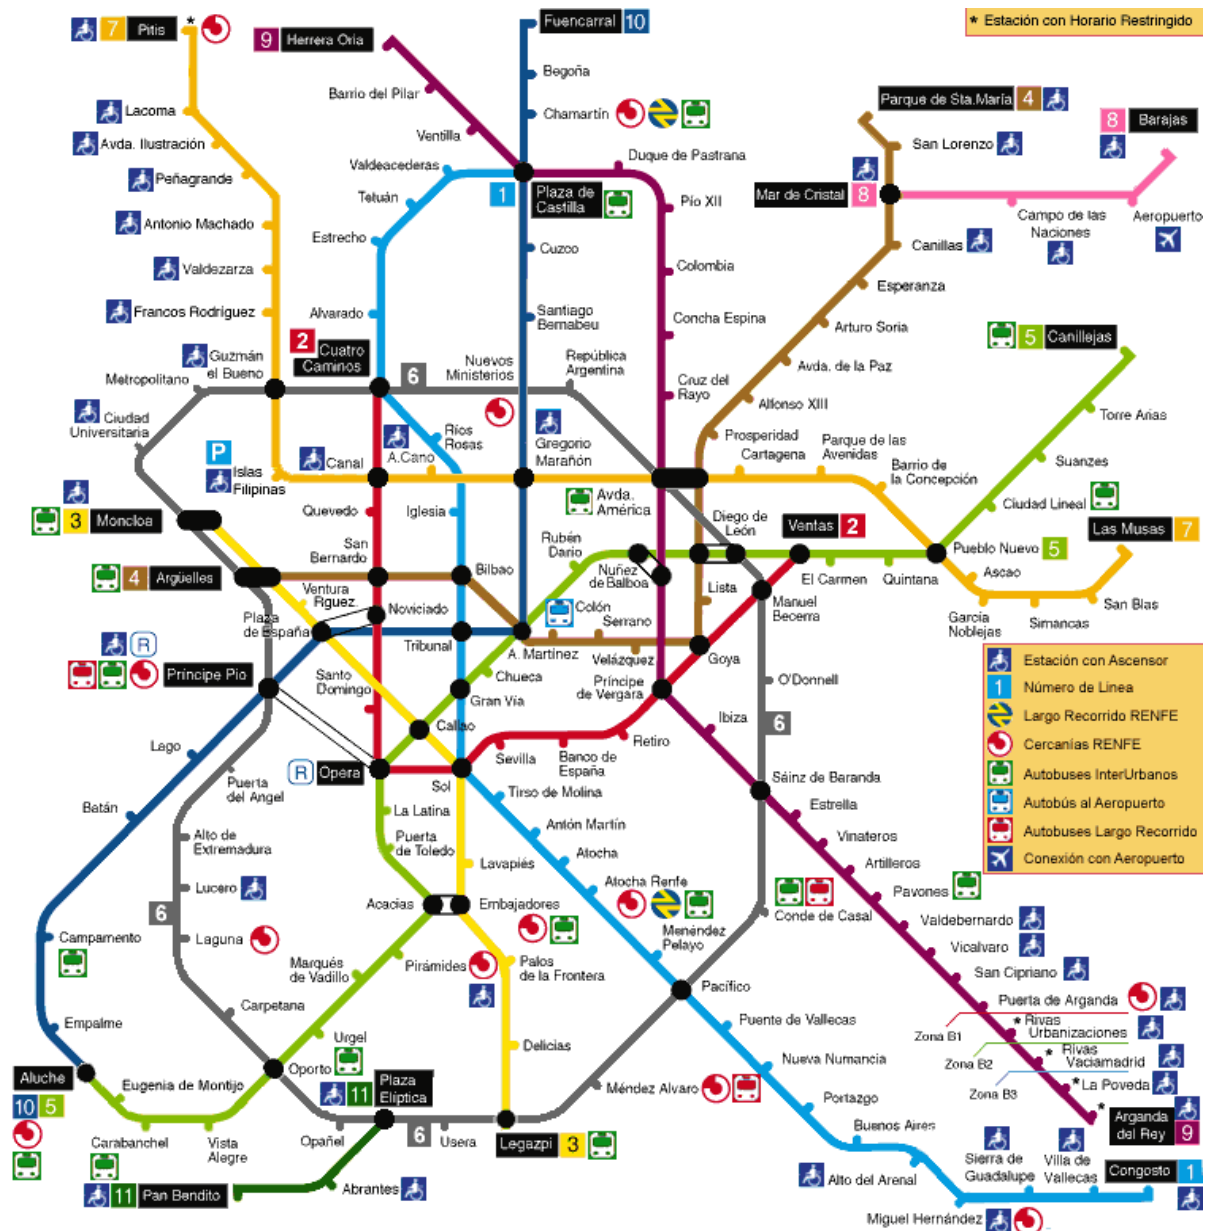 * Estación con Horario Restringido
7 Pitis *
9 Herrera Oria
Fuencarral 10
Begoña
Chamartín
Barrio del Pilar
Ventilla
Lacoma
Avda. Ilustración
Peñagrande
Antonio Machado
Valdezarza
Francos Rodríguez
Guzmán
el Bueno
Metropolitano
Ciudad
Universitaria
Valdeacederas
Tetuán
Estrecho
Alvarado
1
Plaza de
Castilla
Duque de Pastrana
Pío XII
Colombia
Concha Espina
Cruz del
Rayo
Cuzco
Santiago
Bernabeu
Parque de Sta.María 4
San Lorenzo
8 Barajas
Mar de Cristal 8
Campo de las
Naciones
Aeropuerto
Canillas
Esperanza
Arturo Soria
Avda. de la Paz
Alfonso XIII
Prosperidad
5 Canillejas
Torre Arias
Suanzes
Ciudad Lineal
2 Cuatro
Caminos
6
Nuevos
Ministerios
República
Argentina
Ríos
Rosas
A.Cano
Gregorio
Marañón
Cartagena
Parque de las
Avenidas
Barrio de
la Concepción
P
Islas
Filipinas
Canal
Quevedo
Iglesia
Avda.
América
Diego de
León
Ventas 2
Las Musas 7
Pueblo Nuevo 5
3 Moncloa
San
Bernardo
Bilbao
Rubén
Darío
Nuñez
de Balboa
El Carmen
Quintana
Ascao
García
Noblejas
Simancas
San Blas
4 Argüelles
Ventura
Rguez
Noviciado
Colón
Serrano
Lista
Manuel
Becerra
Plaza
de España
Tribunal
A. Martínez
Velázquez
Goya
R
Príncipe Pio
Santo
Domingo
Chueca
Gran Vía
Príncipe
de Vergara
O'Donnell
Callao
Ibiza
6
Lago
Puerta
del Angel
R Ópera
Sol
Sevilla
Banco de
España
Retiro
Sáinz de Baranda
Batán
Alto de
Extremadura
La Latina
Puerta
de Toledo
Tirso de Molina
Antón Martín
Atocha
Lavapiés
Estrella
Vinateros
Artilleros
Pavones
Lucero
6
Acacias
Embajadores
Atocha Renfe
Menéndez
Pelayo
Conde de Casal
Valdebernardo
Vicalvaro
San Cipriano
Puerta de Arganda
Campamento
Laguna
Marqués
de Vadillo
Pirámides
Palos
de la Frontera
Pacífico
Carpetana
Empalme
Urgel
Delicias
Puente de Vallecas
Nueva Numancia
Zona B1
* Rivas
Urbanizaciones
Zona B2
* Rivas
Vaciamadrid
Zona B3
* La Poveda
* Arganda
del Rey
9
Aluche
10 5
Eugenia de Montijo
Oporto
11 Plaza
Elíptica
Méndez Alvaro
Portazgo
Buenos Aires
Carabanchel
Vista
Alegre
Opañel
6
Usera
Legazpi 3
11 Pan Bendito
Abrantes
Alto del Arenal
Miguel Hernández
Sierra de
Guadalupe
Villa de
Vallecas
Congosto 1
Estación con Ascensor
1 Número de Linea
Largo Recorrido RENFE
Cercanías RENFE
Autobuses InterUrbanos
Autobús al Aeropuerto
Autobuses Largo Recorrido
Conexión con Aeropuerto